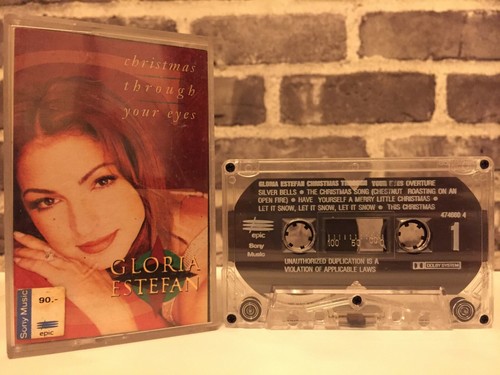 christmas
through
your eyes
GLORIA
ESTEFAN
Sony Music
90.-
epic
GLORIA ESTEFAN CHRISTMAS THROUGH YOUR EYES OVERTURE
SILVER BELLS • THE CHRISTMAS SONG (CHESTNUT ROASTING ON AN
OPEN FIRE) • HAVE YOURSELF A MERRY LITTLE CHRISTMAS •
LET IT SNOW, LET IT SNOW, LET IT SNOW • THIS CHRISTMAS
epic
Sony
Music
100 50
474660 4
1
UNAUTHORIZED DUPLICATION IS A
VIOLATION OF APPLICABLE LAWS
DOLBY SYSTEM